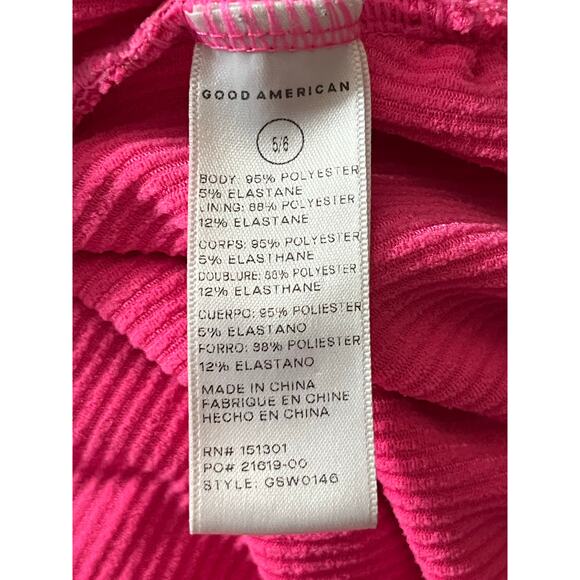 GOOD AMERICAN
5/6
BODY: 95% POLYESTER
5% ELASTANE
LINING: 88% POLYESTER
12% ELASTANE
CORPS: 95% POLYESTER
5% ELASTHANE
DOUBLURE: 88% POLYESTER
12% ELASTHANE
CUERPO: 95% POLIESTER
5% ELASTANO
FORRO: 88% POLIESTER
12% ELASTANO
MADE IN CHINA
FABRIQUE EN CHINE
HECHO EN CHINA
RN# 151301
PO# 21619-00
STYLE: GSW0146